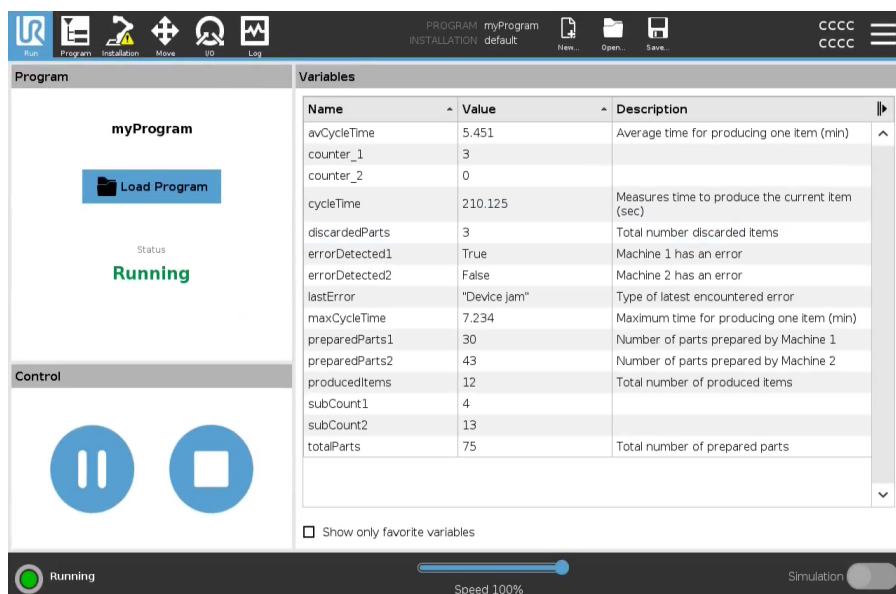 UR
Run
Program
Installation
Move
I/O
Log
PROGRAM myProgram
INSTALLATION default
New...
Open...
Save...
CCCC
CCCC
Program
myProgram
Load Program
Status
Running
Control
Variables
Name Value Description
avCycleTime 5.451 Average time for producing one item (min)
counter_1 3
counter_2 0
cycleTime 210.125 Measures time to produce the current item
(sec)
discardedParts 3 Total number discarded items
errorDetected1 True Machine 1 has an error
errorDetected2 False Machine 2 has an error
lastError "Device jam" Type of latest encountered error
maxCycleTime 7.234 Maximum time for producing one item (min)
preparedParts1 30 Number of parts prepared by Machine 1
preparedParts2 43 Number of parts prepared by Machine 2
producedItems 12 Total number of produced items
subCount1 4
subCount2 13
totalParts 75 Total number of prepared parts
Show only favorite variables
Running
Speed 100%
Simulation